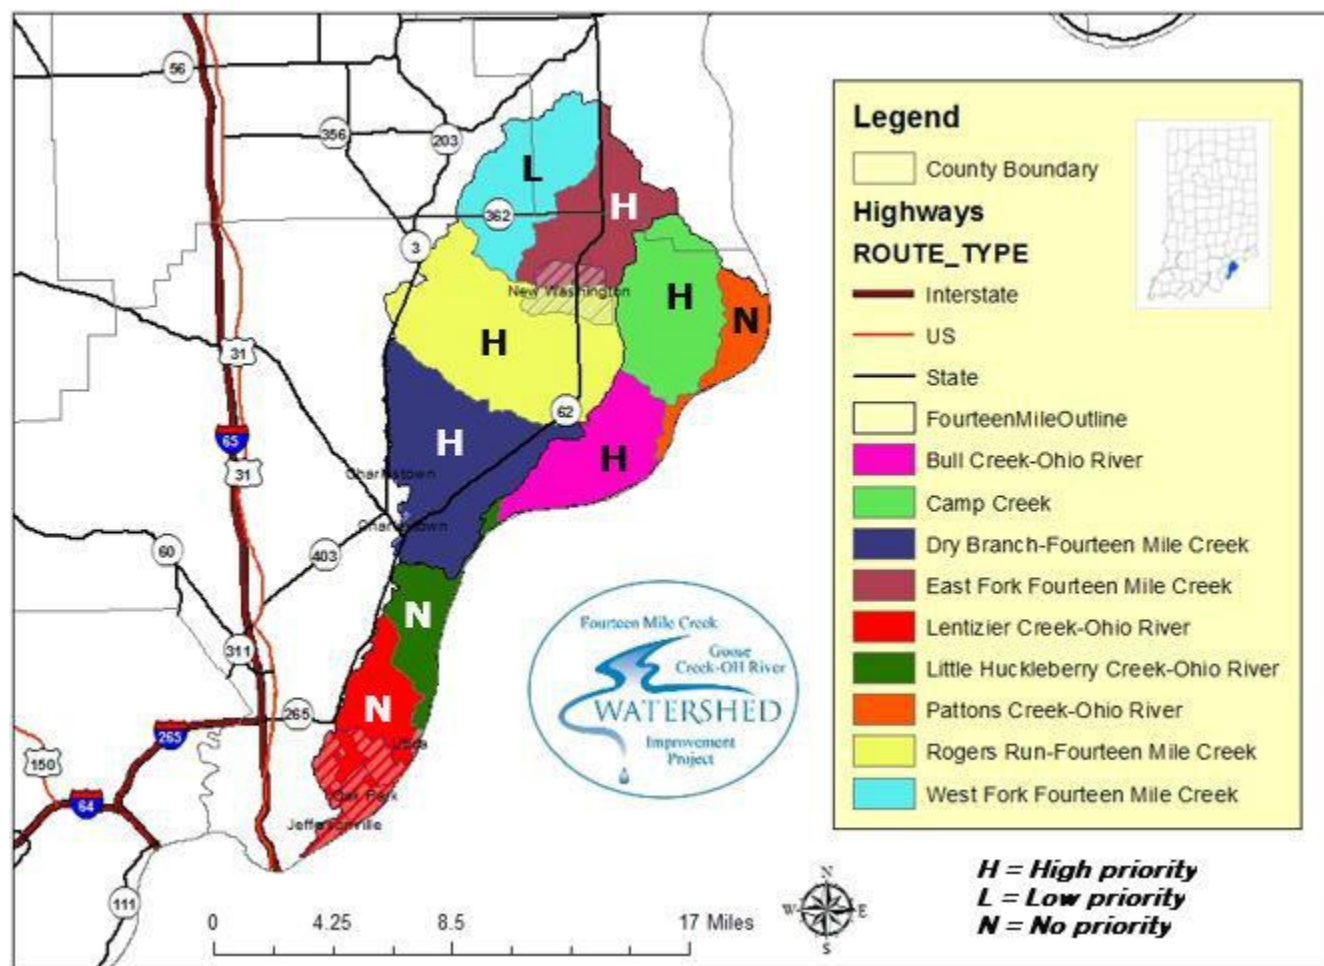 56
356
203
L
362
H
3
New Washington
H
N
31
H
62
65
H
H
31
Charlestown
Charlestown
60
403
N
311
N
265
265
Utica
150
Oak Park
64
Jeffersonville
111
Fourteen Mile Creek
Goose
Creek-OH River
WATERSHED
Improvement
Project
0 4.25 8.5 17 Miles
N
W E
S
Legend
County Boundary
Highways
ROUTE_TYPE
Interstate
US
State
FourteenMileOutline
Bull Creek-Ohio River
Camp Creek
Dry Branch-Fourteen Mile Creek
East Fork Fourteen Mile Creek
Lentizier Creek-Ohio River
Little Huckleberry Creek-Ohio River
Pattons Creek-Ohio River
Rogers Run-Fourteen Mile Creek
West Fork Fourteen Mile Creek
H = High priority
L = Low priority
N = No priority